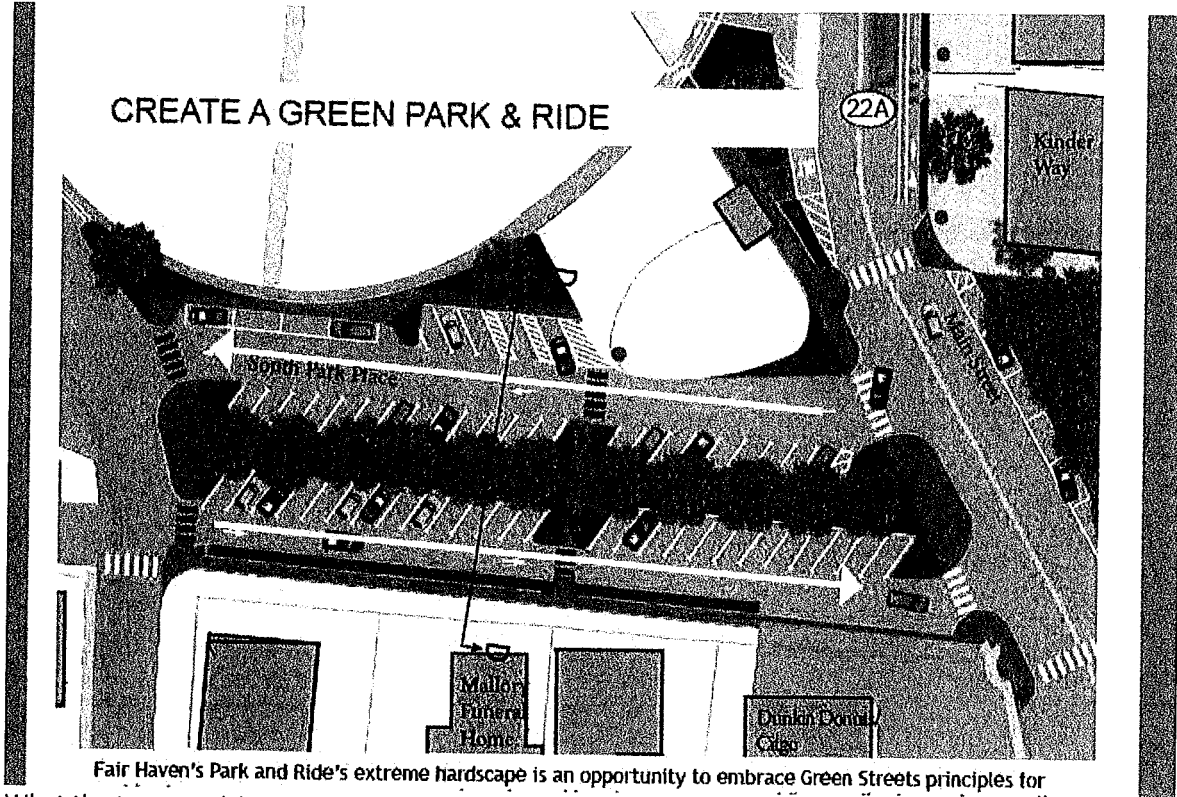 CREATE A GREEN PARK & RIDE
22A
Kinder
Way
Main Street
South Park Place
Mallory
Funeral
Home
Dunkin Donuts
Citgo
Fair Haven's Park and Ride's extreme hardscape is an opportunity to embrace Green Streets principles for